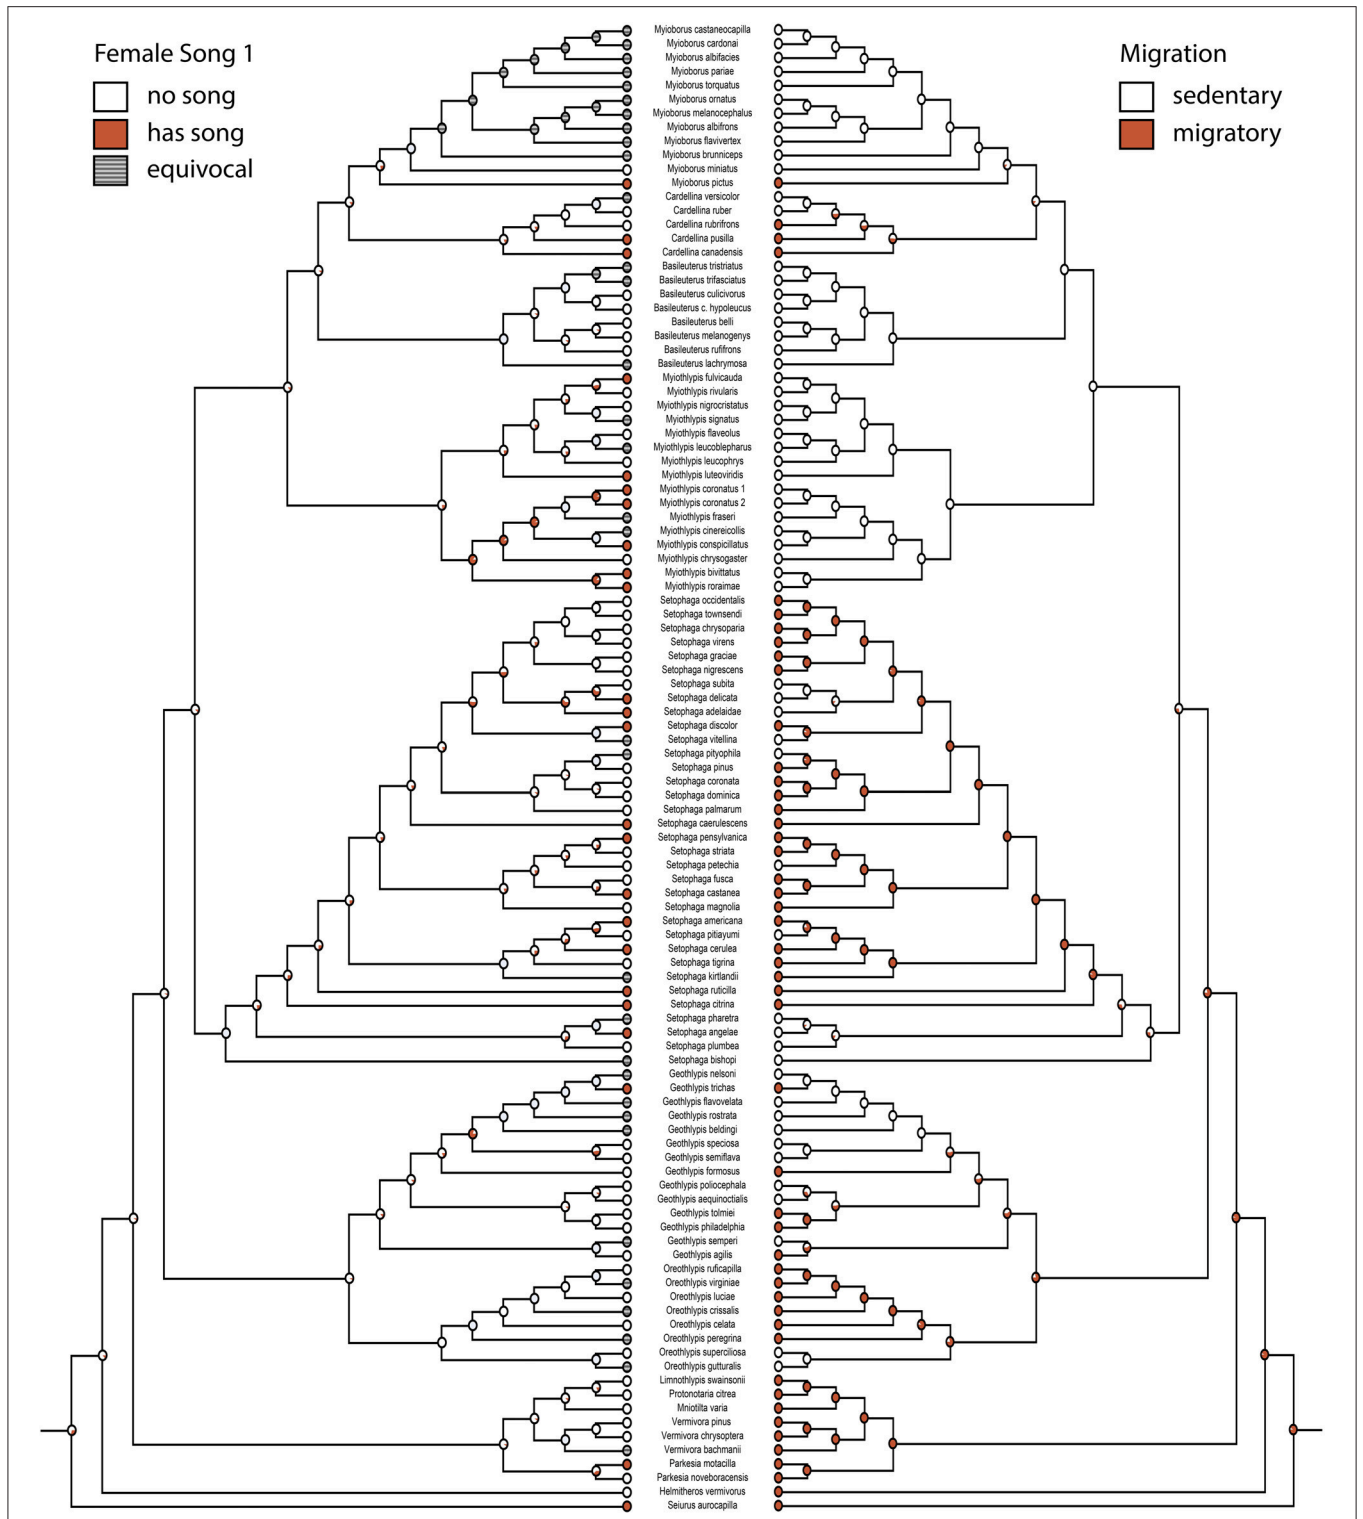 Female Song 1
no song
has song
equivocal
Migration
sedentary
migratory
Myioborus castaneocapilla
Myioborus cardonai
Myioborus albifacies
Myioborus pariae
Myioborus torquatus
Myioborus ornatus
Myioborus melanocephalus
Myioborus albifrons
Myioborus flavivertex
Myioborus brunniceps
Myioborus miniatus
Myioborus pictus
Cardellina versicolor
Cardellina ruber
Cardellina rubrifrons
Cardellina pusilla
Cardellina canadensis
Basileuterus tristriatus
Basileuterus trifasciatus
Basileuterus culicivorus
Basileuterus c. hypoleucus
Basileuterus belli
Basileuterus melanogenys
Basileuterus rufifrons
Basileuterus lachrymosa
Myiothlypis fulvicauda
Myiothlypis rivularis
Myiothlypis nigrocristatus
Myiothlypis signatus
Myiothlypis flaveolus
Myiothlypis leucoblepharus
Myiothlypis leucophrys
Myiothlypis luteoviridis
Myiothlypis coronatus 1
Myiothlypis coronatus 2
Myiothlypis fraseri
Myiothlypis cinereicollis
Myiothlypis conspicillatus
Myiothlypis chrysogaster
Myiothlypis bivittatus
Myiothlypis roraimae
Setophaga occidentalis
Setophaga townsendi
Setophaga chrysoparia
Setophaga virens
Setophaga graciae
Setophaga nigrescens
Setophaga subita
Setophaga delicata
Setophaga adelaidae
Setophaga discolor
Setophaga vitellina
Setophaga pityophila
Setophaga pinus
Setophaga coronata
Setophaga dominica
Setophaga palmarum
Setophaga caerulescens
Setophaga pensylvanica
Setophaga striata
Setophaga petechia
Setophaga fusca
Setophaga castanea
Setophaga magnolia
Setophaga americana
Setophaga pitiayumi
Setophaga cerulea
Setophaga tigrina
Setophaga kirtlandii
Setophaga ruticilla
Setophaga citrina
Setophaga pharetra
Setophaga angelae
Setophaga plumbea
Setophaga bishopi
Geothlypis nelsoni
Geothlypis trichas
Geothlypis flavovelata
Geothlypis rostrata
Geothlypis beldingi
Geothlypis speciosa
Geothlypis semiflava
Geothlypis formosus
Geothlypis poliocephala
Geothlypis aequinoctialis
Geothlypis tolmiei
Geothlypis philadelphia
Geothlypis semperi
Geothlypis agilis
Oreothlypis ruficapilla
Oreothlypis virginiae
Oreothlypis luciae
Oreothlypis crissalis
Oreothlypis celata
Oreothlypis peregrina
Oreothlypis superciliosa
Oreothlypis gutturalis
Limnothlypis swainsonii
Protonotaria citrea
Mniotilta varia
Vermivora pinus
Vermivora chrysoptera
Vermivora bachmanii
Parkesia motacilla
Parkesia noveboracensis
Helmitheros vermivorus
Seiurus aurocapilla